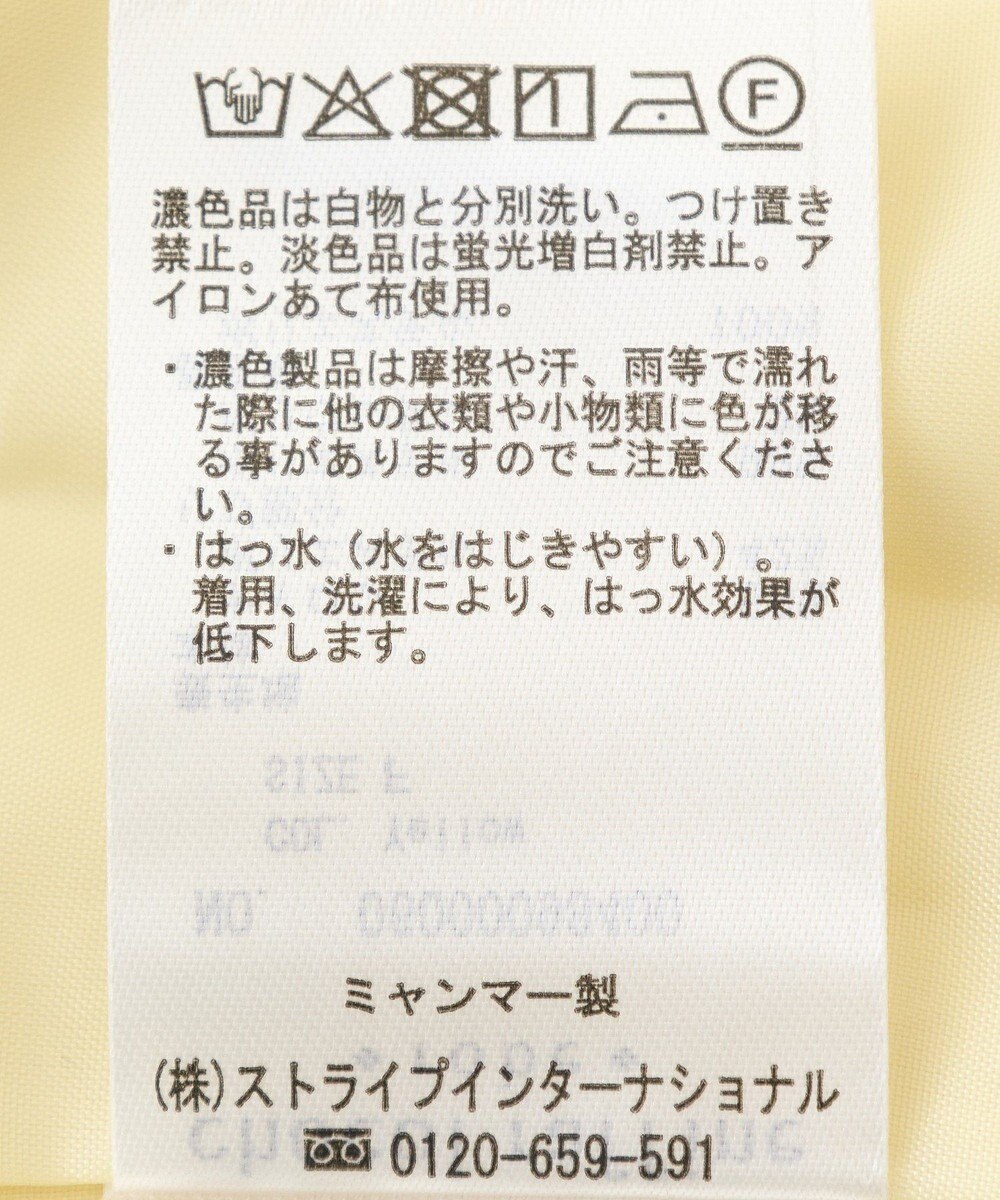 濃色品は白物と分別洗い。つけ置き
禁止。淡色品は蛍光増白剤禁止。ア
イロンあて布使用。
・濃色製品は摩擦や汗、雨等で濡れ
た際に他の衣類や小物類に色が移
る事がありますのでご注意くださ
い。
・はっ水（水をはじきやすい）。
着用、洗濯により、はっ水効果が
低下します。
SIZE F
COL. Yellow
ミャンマー製
(株)ストライプインターナショナル
0120-659-591